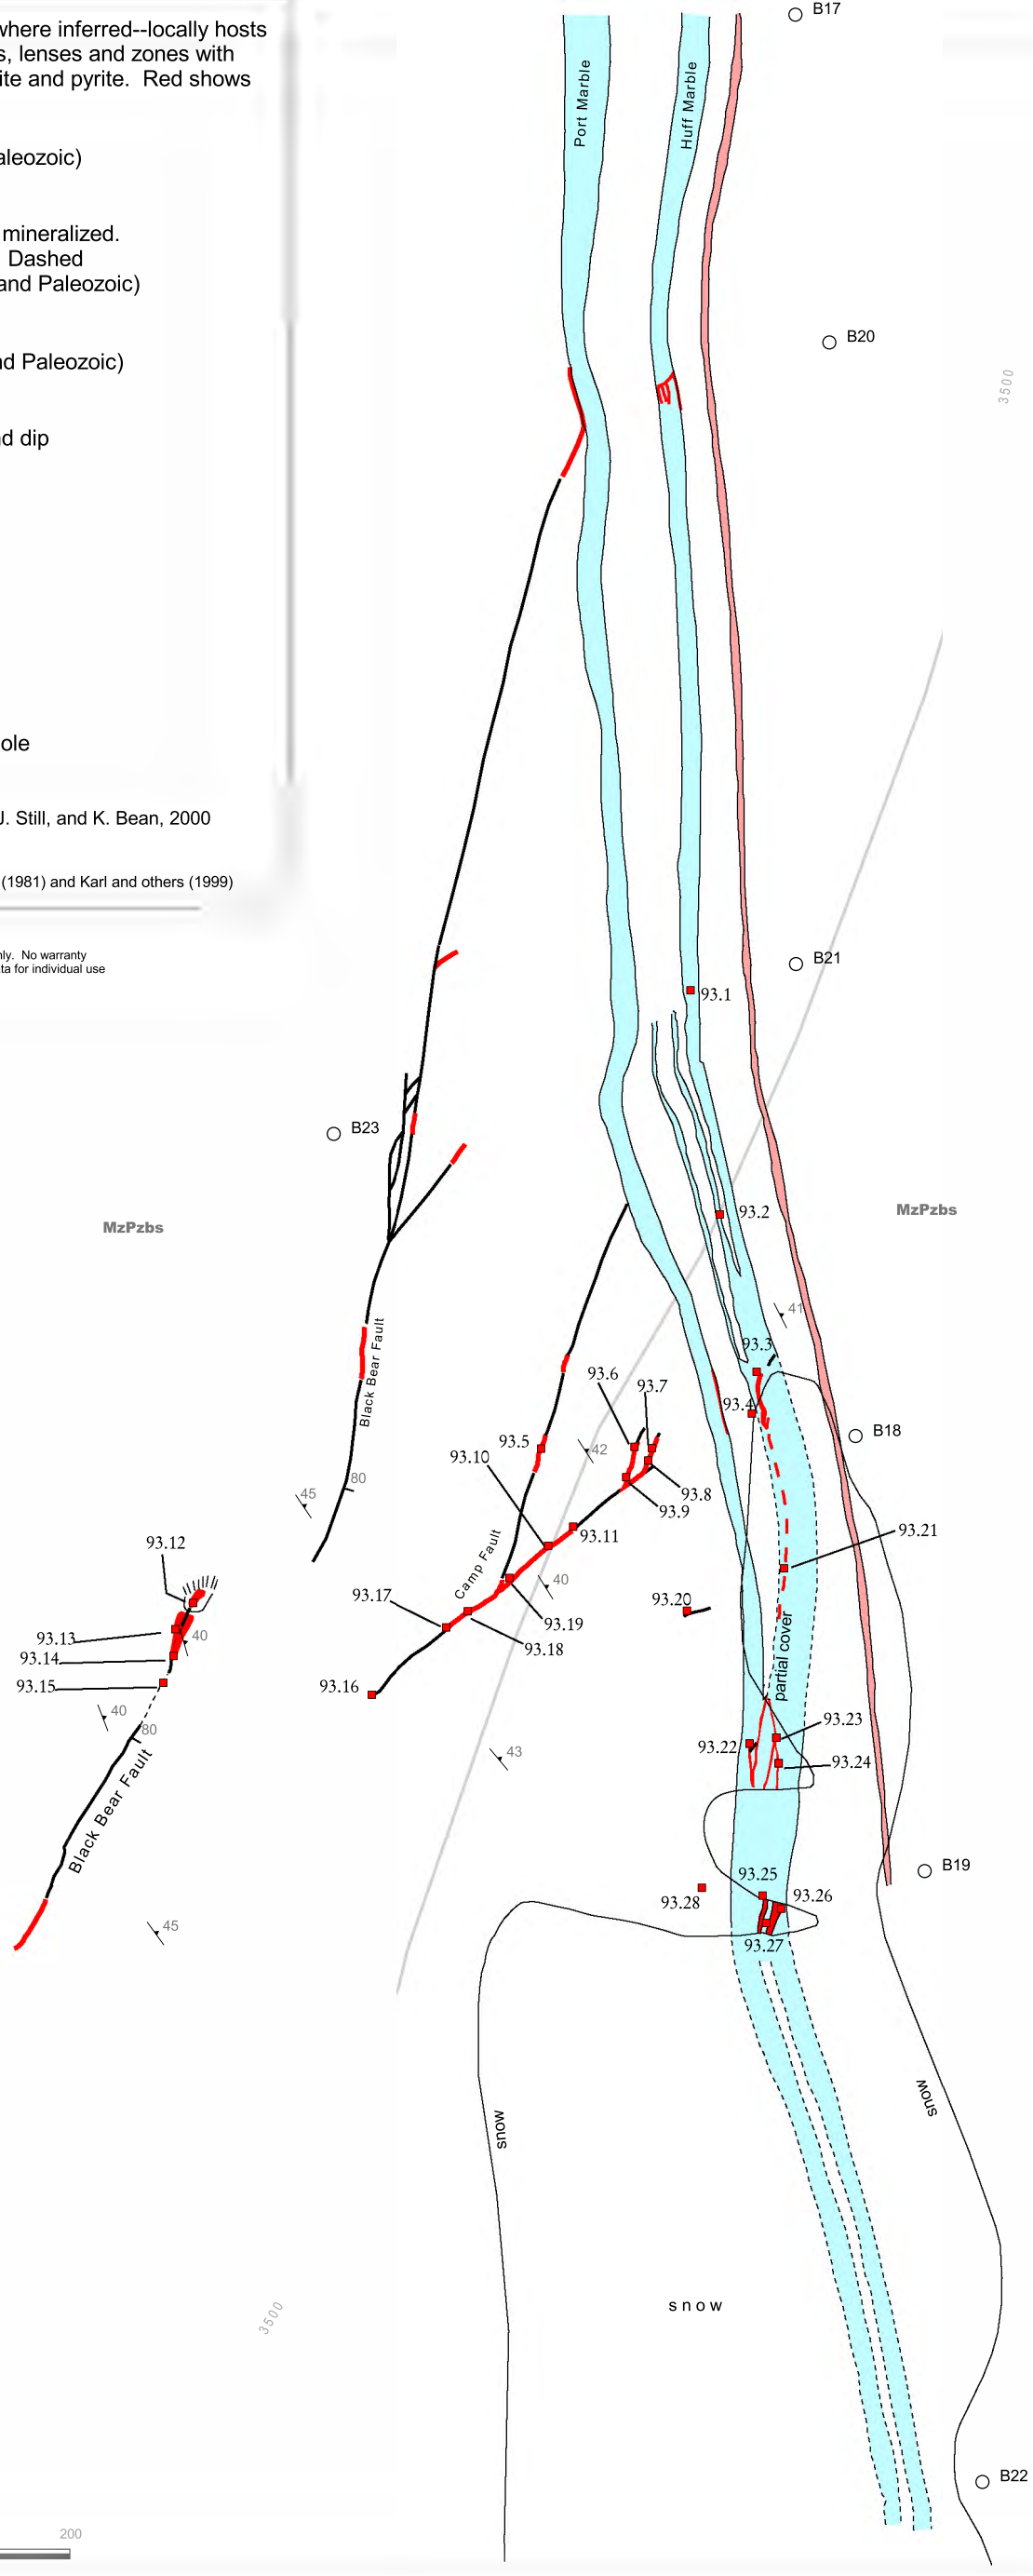 where inferred--locally hosts
s, lenses and zones with
ite and pyrite. Red shows
aleozoic)
mineralized.
Dashed
and Paleozoic)
nd Paleozoic)
nd dip
ole
J. Still, and K. Bean, 2000
(1981) and Karl and others (1999)
nly. No warranty
ta for individual use
B17
Port Marble
Huff Marble
B20
3500
B21
93.1
B23
MzPzbs
93.2
MzPzbs
41
93.3
Black Bear Fault
93.6
93.7
93.4
B18
93.5
42
93.10
80
93.8
45
93.9
93.21
93.11
93.12
Camp Fault
40
93.17
93.20
93.19
93.13
40
93.18
93.14
partial cover
93.16
93.15
40
80
93.23
93.22
43
93.24
Black Bear Fault
B19
93.25
93.26
93.28
45
93.27
snow
snow
snow
3500
B22
200